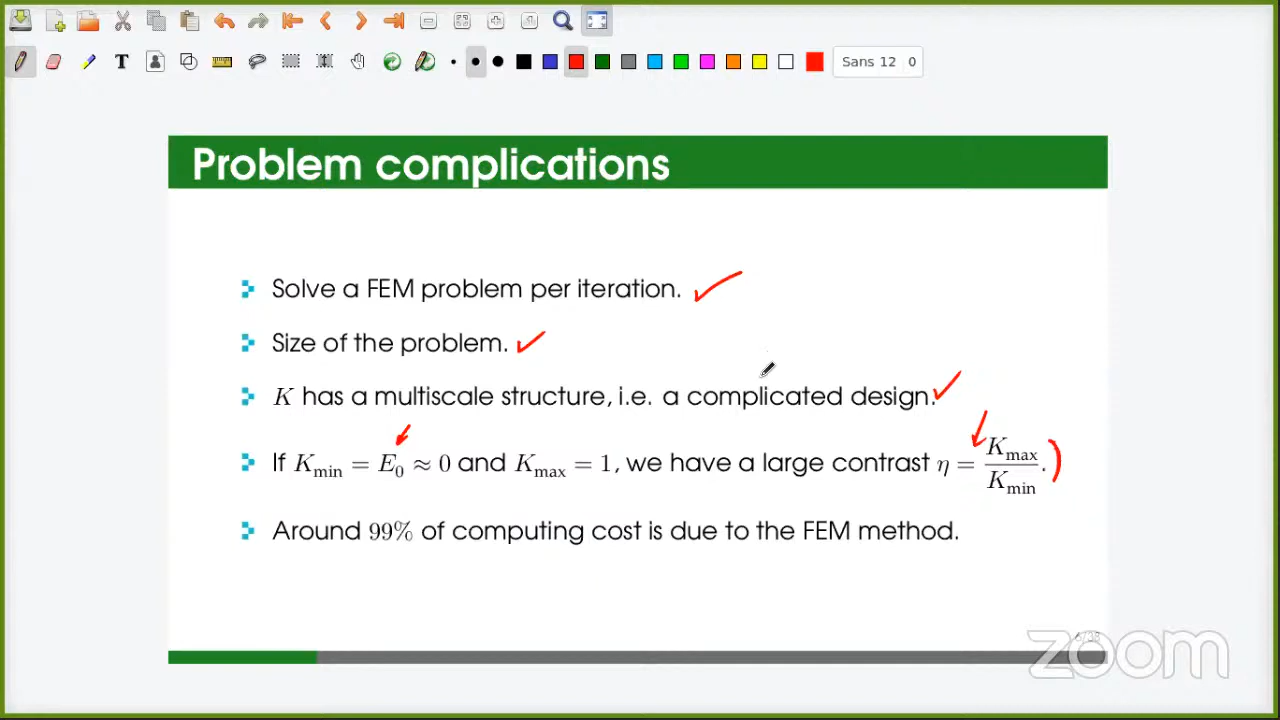 Sans 12 0
Problem complications
Solve a FEM problem per iteration.
Size of the problem.
K has a multiscale structure, i.e. a complicated design.
If K_min = E_0 ≈ 0 and K_max = 1, we have a large contrast η = K_max / K_min.
Around 99% of computing cost is due to the FEM method.
zoom